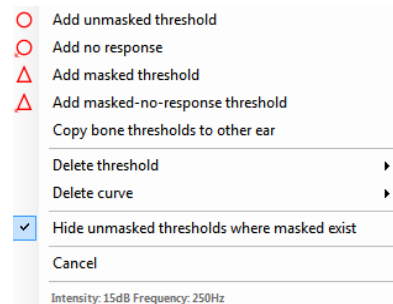 Add unmasked threshold
Add no response
Add masked threshold
Add masked-no-response threshold
Copy bone thresholds to other ear
Delete threshold
Delete curve
Hide unmasked thresholds where masked exist
Cancel
Intensity: 15dB Frequency: 250Hz